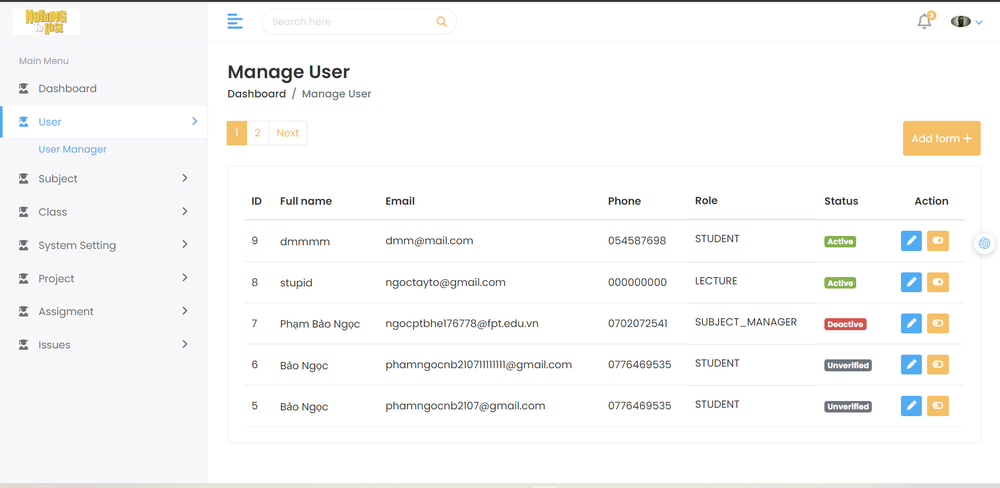 NOTHING
TO LOSE
Search here
3
Main Menu
Dashboard
User
User Manager
Subject
Class
System Setting
Project
Assigment
Issues
Manage User
Dashboard / Manage User
1 2 Next
Add form +
ID Full name Email Phone Role Status Action
9 dmmmm dmm@mail.com 054587698 STUDENT Active
8 stupid ngoctayto@gmail.com 000000000 LECTURE Active
7 Phạm Bảo Ngọc ngocptbhe176778@fpt.edu.vn 0702072541 SUBJECT_MANAGER Deactive
6 Bảo Ngọc phamngocnb210711111111@gmail.com 0776469535 STUDENT Unverified
5 Bảo Ngọc phamngocnb2107@gmail.com 0776469535 STUDENT Unverified